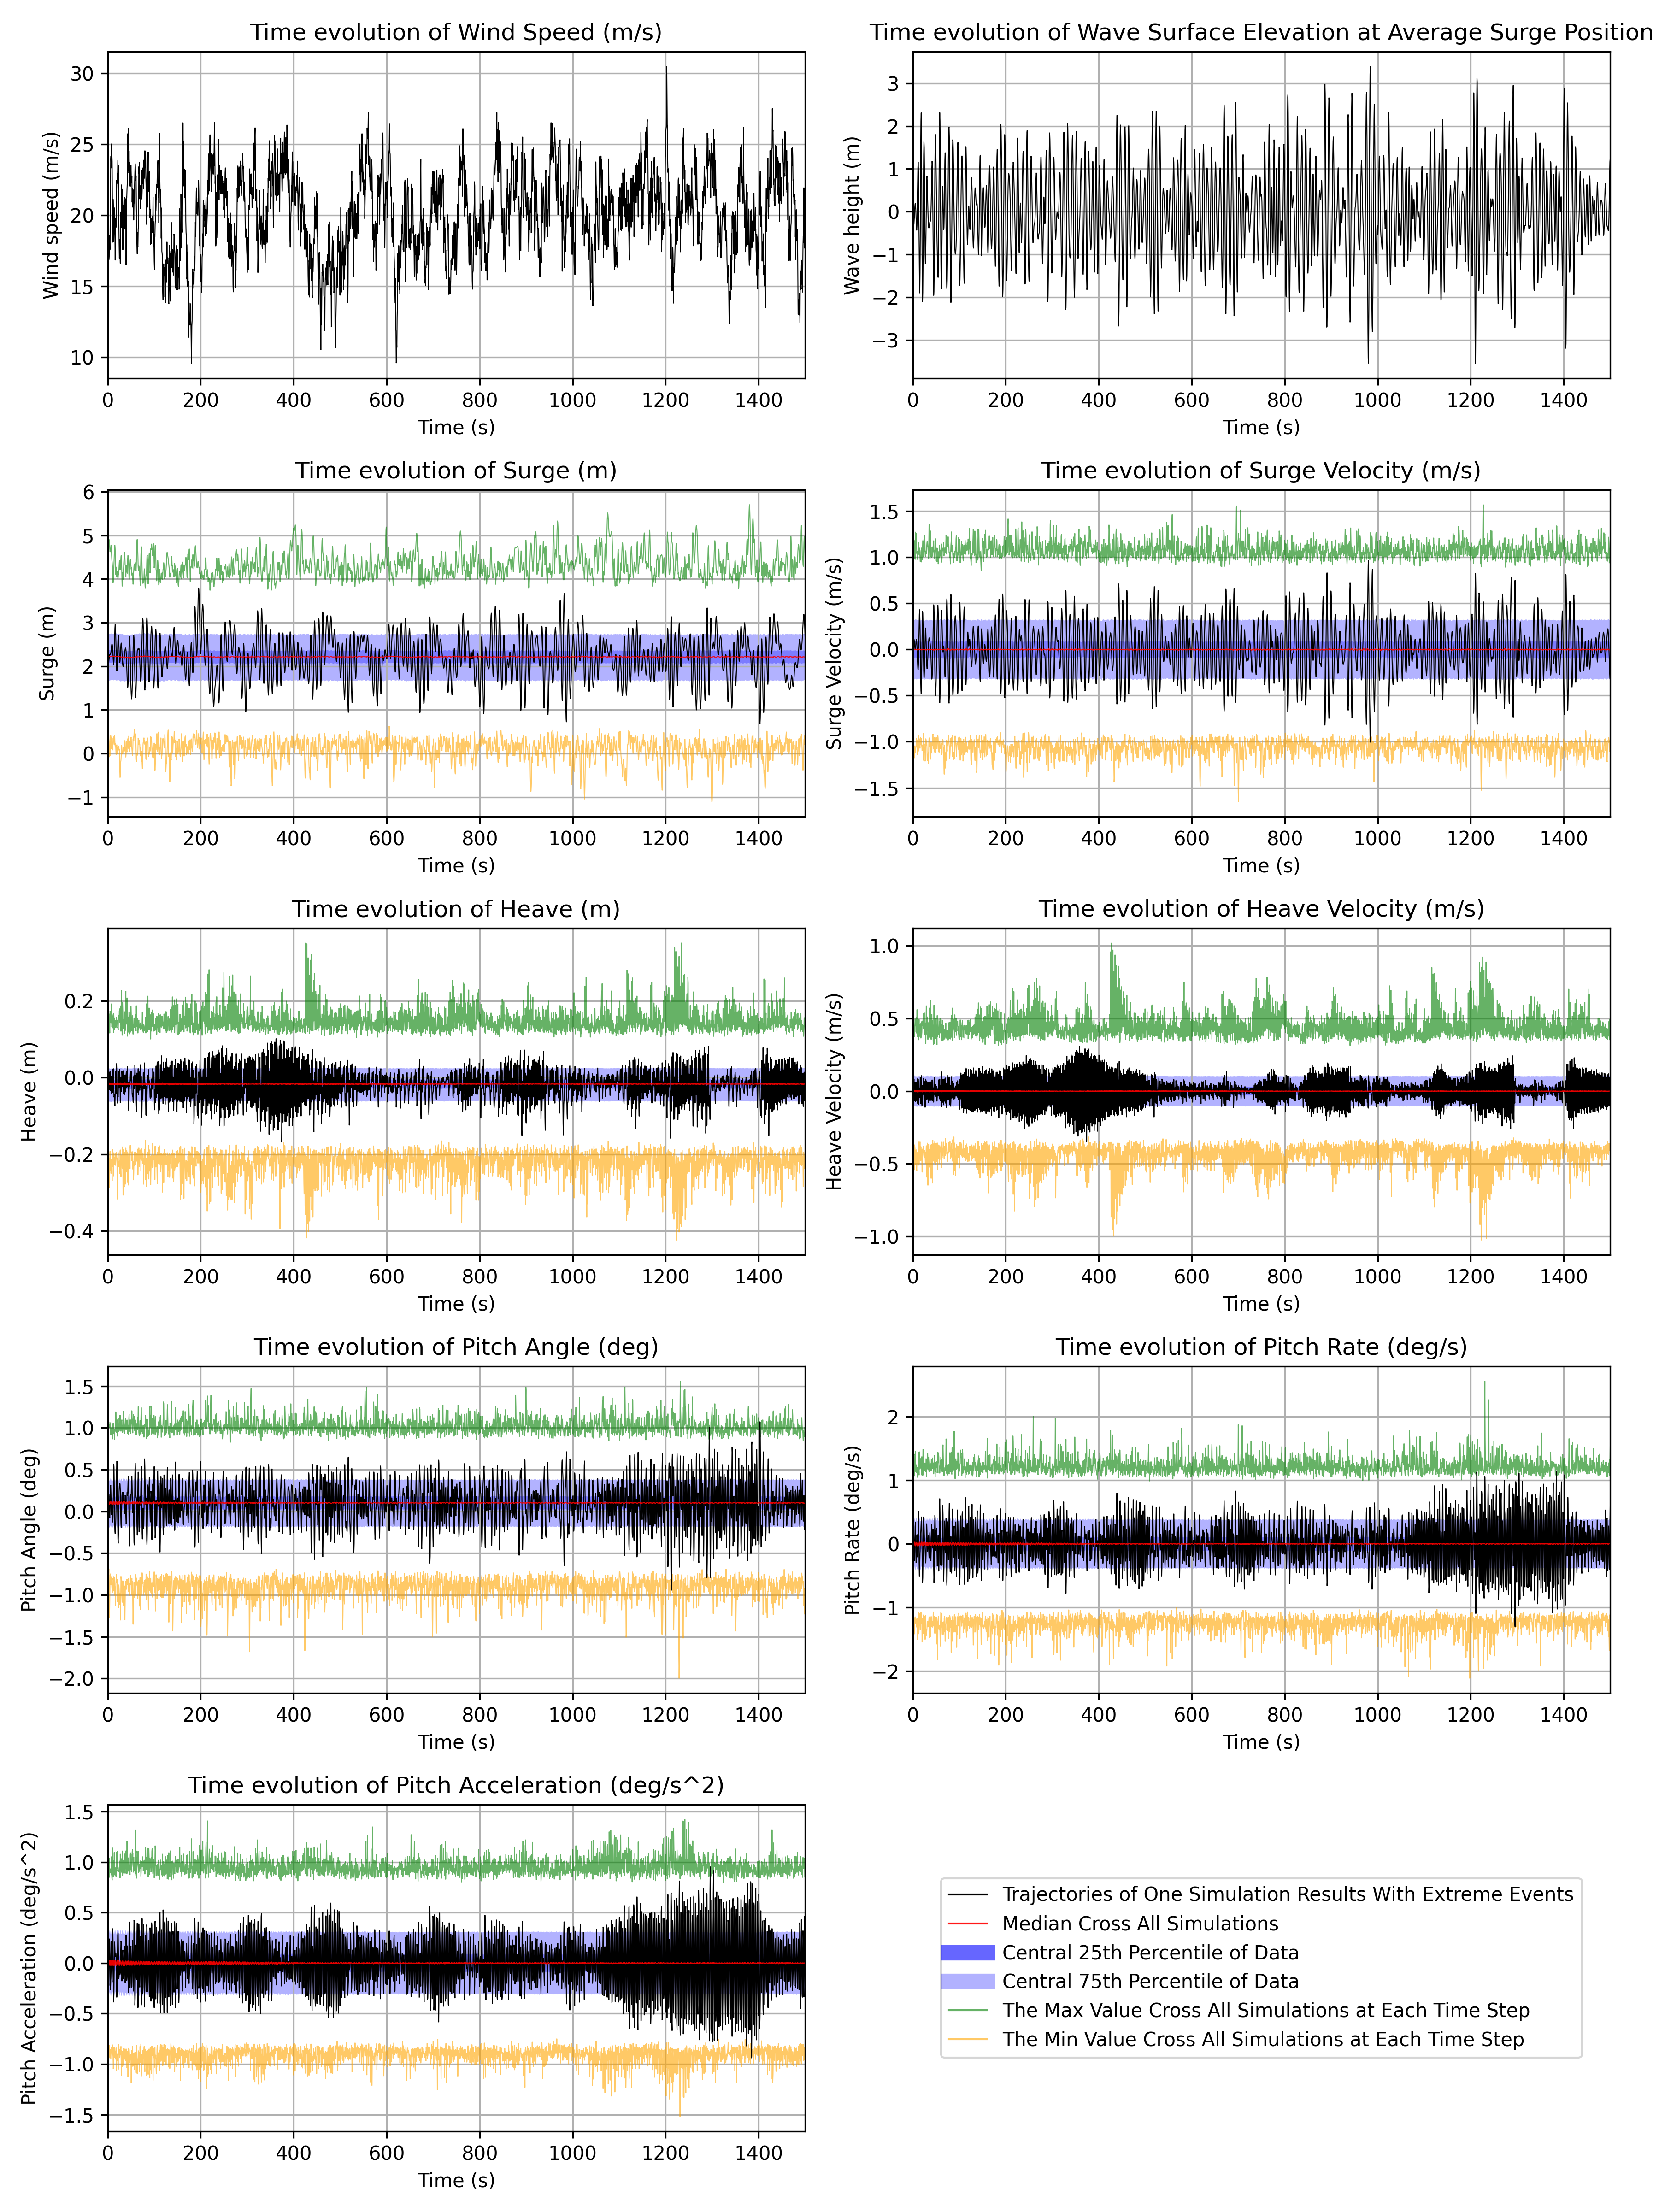 Time evolution of Wind Speed (m/s)
Wind speed (m/s)
30
25
20
15
10
0 200 400 600 800 1000 1200 1400
Time (s)
Time evolution of Wave Surface Elevation at Average Surge Position
Wave height (m)
3
2
1
0
−1
−2
−3
0 200 400 600 800 1000 1200 1400
Time (s)
Time evolution of Surge (m)
Surge (m)
6
5
4
3
2
1
0
−1
0 200 400 600 800 1000 1200 1400
Time (s)
Time evolution of Surge Velocity (m/s)
Surge Velocity (m/s)
1.5
1.0
0.5
0.0
−0.5
−1.0
−1.5
0 200 400 600 800 1000 1200 1400
Time (s)
Time evolution of Heave (m)
Heave (m)
0.2
0.0
−0.2
−0.4
0 200 400 600 800 1000 1200 1400
Time (s)
Time evolution of Heave Velocity (m/s)
Heave Velocity (m/s)
1.0
0.5
0.0
−0.5
−1.0
0 200 400 600 800 1000 1200 1400
Time (s)
Time evolution of Pitch Angle (deg)
Pitch Angle (deg)
1.5
1.0
0.5
0.0
−0.5
−1.0
−1.5
−2.0
0 200 400 600 800 1000 1200 1400
Time (s)
Time evolution of Pitch Rate (deg/s)
Pitch Rate (deg/s)
2
1
0
−1
−2
0 200 400 600 800 1000 1200 1400
Time (s)
Time evolution of Pitch Acceleration (deg/s^2)
Pitch Acceleration (deg/s^2)
1.5
1.0
0.5
0.0
−0.5
−1.0
−1.5
0 200 400 600 800 1000 1200 1400
Time (s)
Trajectories of One Simulation Results With Extreme Events
Median Cross All Simulations
Central 25th Percentile of Data
Central 75th Percentile of Data
The Max Value Cross All Simulations at Each Time Step
The Min Value Cross All Simulations at Each Time Step